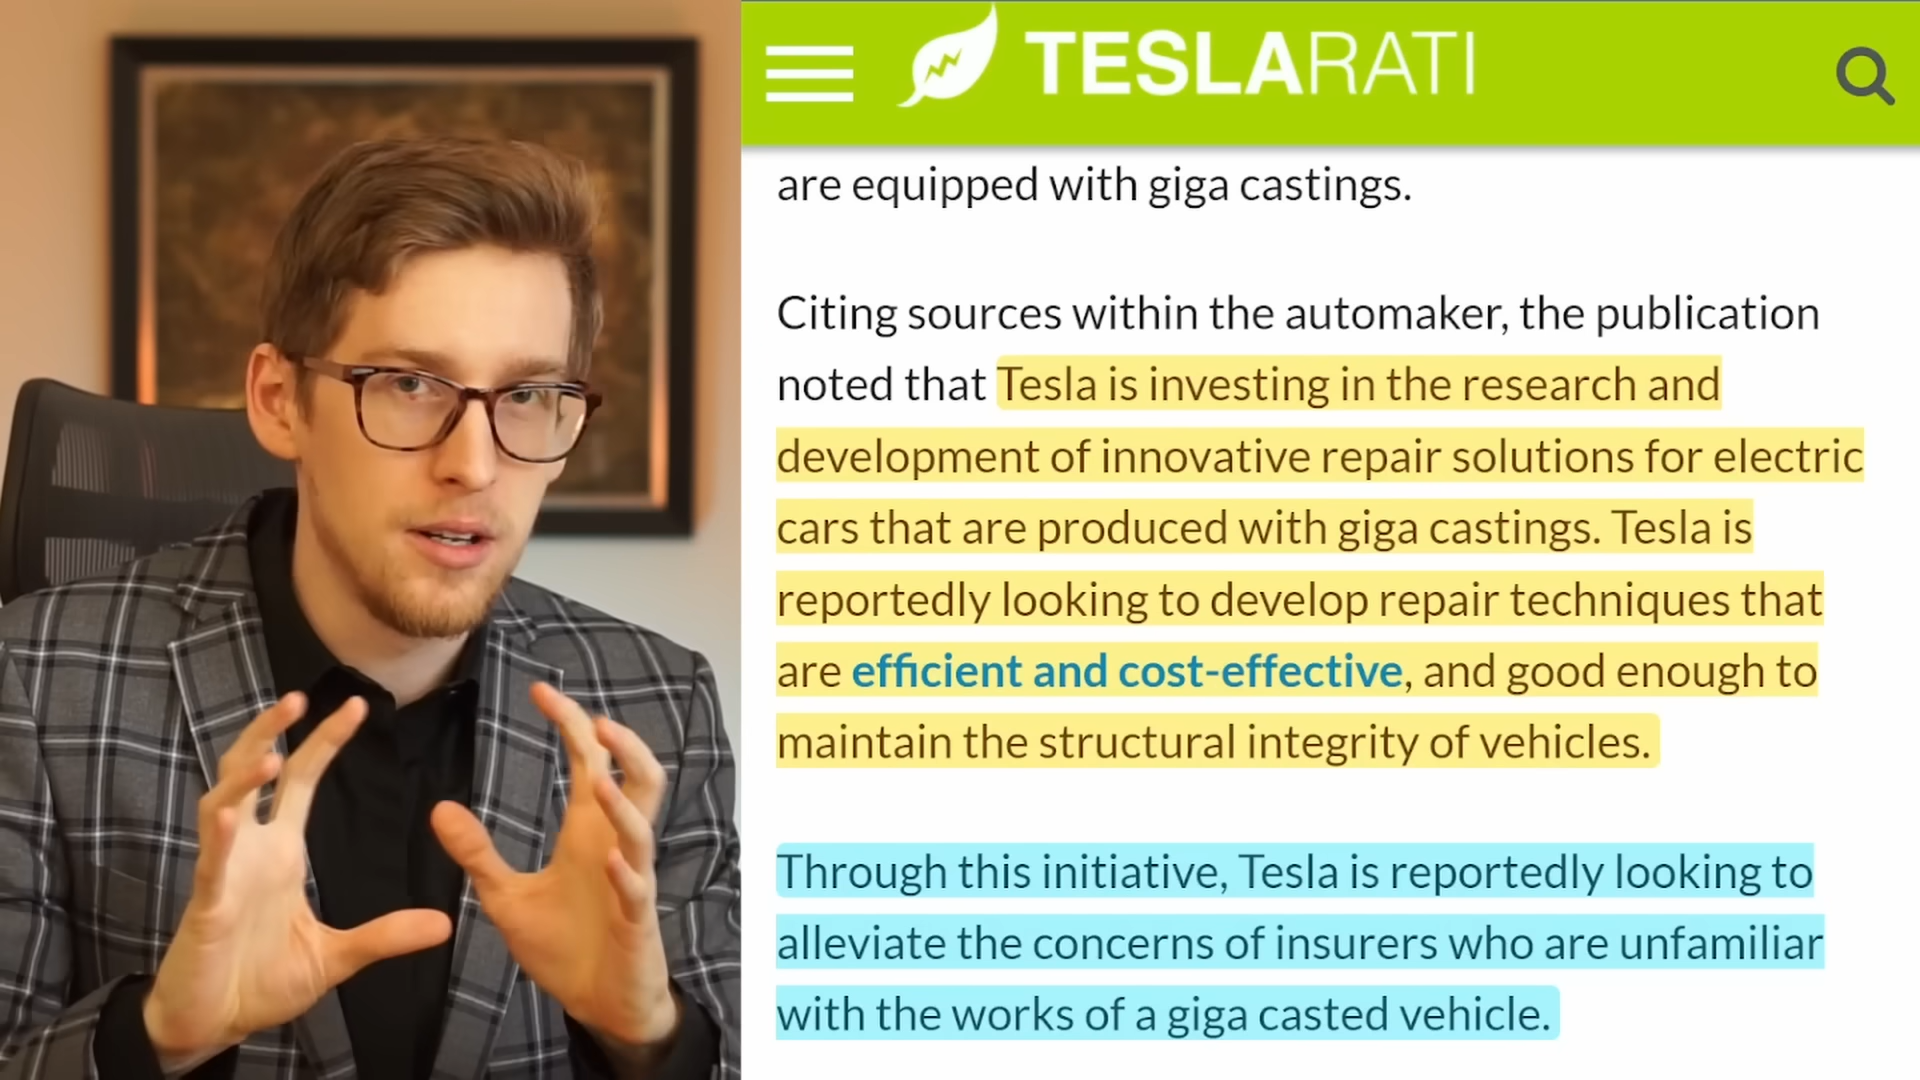 TESLARATI
are equipped with giga castings.
Citing sources within the automaker, the publication
noted that Tesla is investing in the research and
development of innovative repair solutions for electric
cars that are produced with giga castings. Tesla is
reportedly looking to develop repair techniques that
are efficient and cost-effective, and good enough to
maintain the structural integrity of vehicles.
Through this initiative, Tesla is reportedly looking to
alleviate the concerns of insurers who are unfamiliar
with the works of a giga casted vehicle.